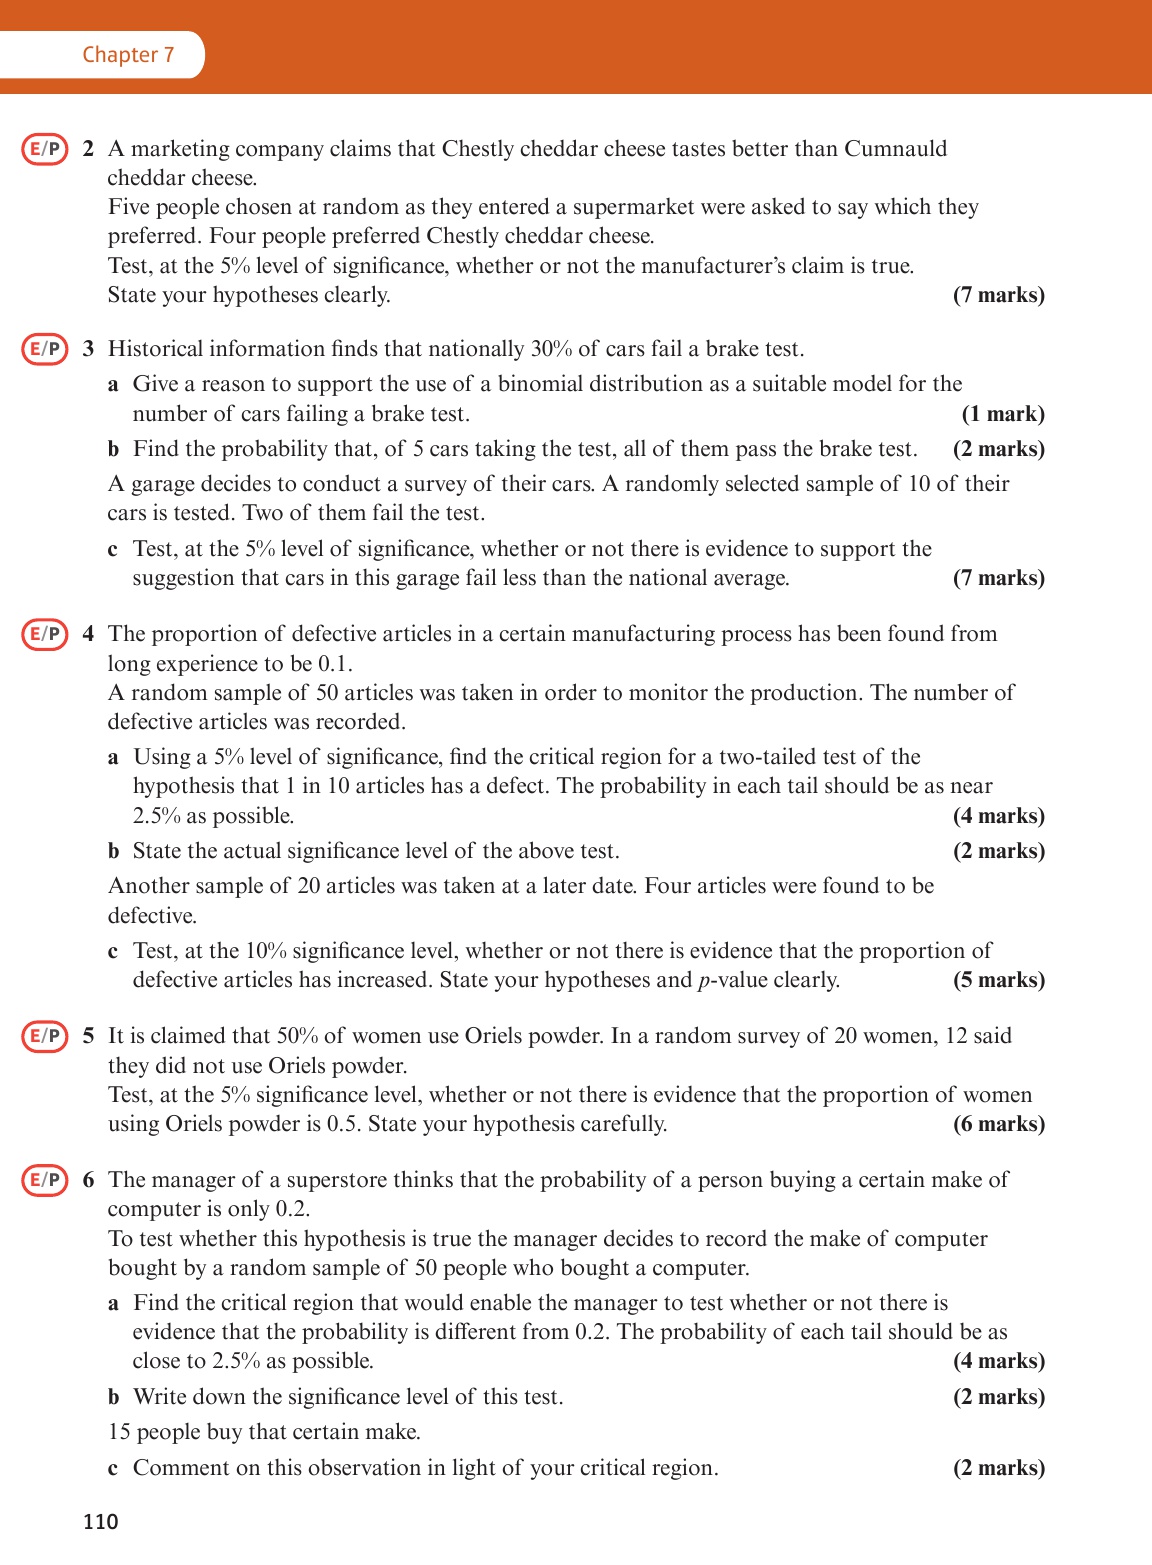 Chapter 7
E/P 2 A marketing company claims that Chestly cheddar cheese tastes better than Cumnauld
cheddar cheese.
Five people chosen at random as they entered a supermarket were asked to say which they
preferred. Four people preferred Chestly cheddar cheese.
Test, at the 5% level of significance, whether or not the manufacturer’s claim is true.
State your hypotheses clearly. (7 marks)
E/P 3 Historical information finds that nationally 30% of cars fail a brake test.
a Give a reason to support the use of a binomial distribution as a suitable model for the
number of cars failing a brake test. (1 mark)
b Find the probability that, of 5 cars taking the test, all of them pass the brake test. (2 marks)
A garage decides to conduct a survey of their cars. A randomly selected sample of 10 of their
cars is tested. Two of them fail the test.
c Test, at the 5% level of significance, whether or not there is evidence to support the
suggestion that cars in this garage fail less than the national average. (7 marks)
E/P 4 The proportion of defective articles in a certain manufacturing process has been found from
long experience to be 0.1.
A random sample of 50 articles was taken in order to monitor the production. The number of
defective articles was recorded.
a Using a 5% level of significance, find the critical region for a two-tailed test of the
hypothesis that 1 in 10 articles has a defect. The probability in each tail should be as near
2.5% as possible. (4 marks)
b State the actual significance level of the above test. (2 marks)
Another sample of 20 articles was taken at a later date. Four articles were found to be
defective.
c Test, at the 10% significance level, whether or not there is evidence that the proportion of
defective articles has increased. State your hypotheses and p-value clearly. (5 marks)
E/P 5 It is claimed that 50% of women use Oriels powder. In a random survey of 20 women, 12 said
they did not use Oriels powder.
Test, at the 5% significance level, whether or not there is evidence that the proportion of women
using Oriels powder is 0.5. State your hypothesis carefully. (6 marks)
E/P 6 The manager of a superstore thinks that the probability of a person buying a certain make of
computer is only 0.2.
To test whether this hypothesis is true the manager decides to record the make of computer
bought by a random sample of 50 people who bought a computer.
a Find the critical region that would enable the manager to test whether or not there is
evidence that the probability is different from 0.2. The probability of each tail should be as
close to 2.5% as possible. (4 marks)
b Write down the significance level of this test. (2 marks)
15 people buy that certain make.
c Comment on this observation in light of your critical region. (2 marks)
110